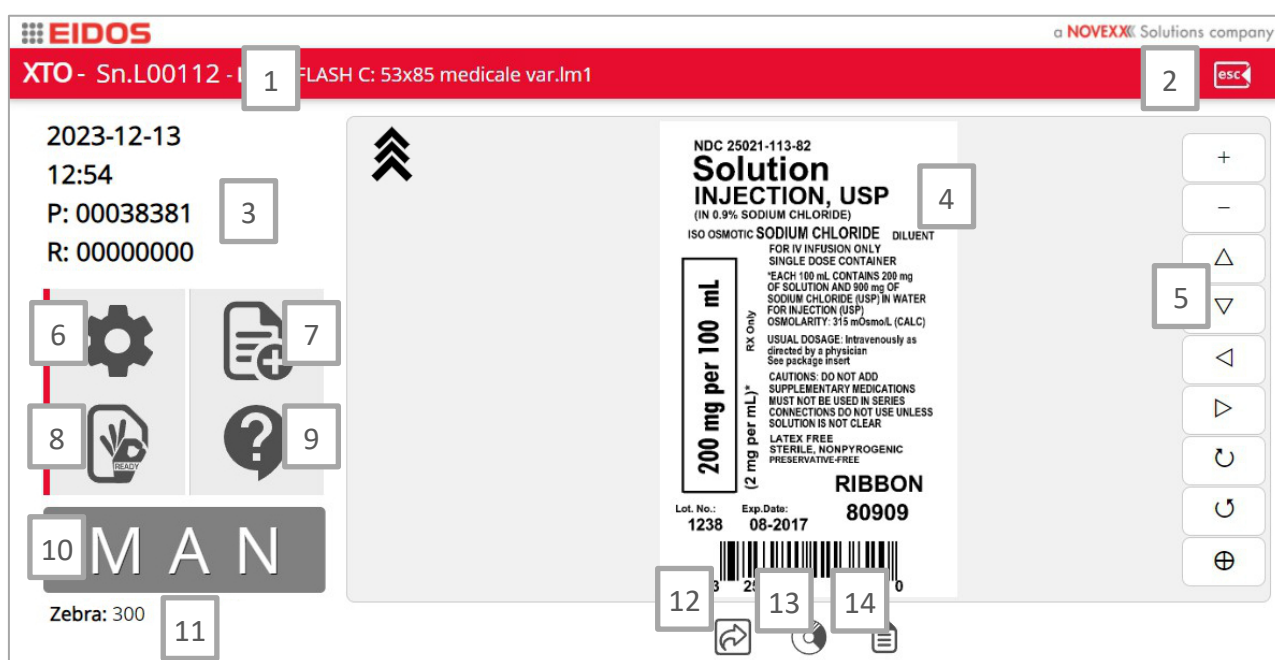 EIDOS
a NOVEXX Solutions company
XTO - Sn.L00112 - FLASH C: 53x85 medicale var.lm1
1
2
esc
2023-12-13
12:54
P: 00038381
R: 00000000
3
NDC 25021-113-82
Solution
INJECTION, USP
(IN 0.9% SODIUM CHLORIDE)
ISO OSMOTIC SODIUM CHLORIDE DILUENT
FOR IV INFUSION ONLY
SINGLE DOSE CONTAINER
*EACH 100 mL CONTAINS 200 mg
OF SOLUTION AND 900 mg OF
SODIUM CHLORIDE (USP) IN WATER
FOR INJECTION (USP)
OSMOLARITY: 315 mOsmo/L (CALC)
USUAL DOSAGE: Intravenously as
directed by a physician
See package insert
CAUTIONS: DO NOT ADD
SUPPLEMENTARY MEDICATIONS
MUST NOT BE USED IN SERIES
CONNECTIONS DO NOT USE UNLESS
SOLUTION IS NOT CLEAR
LATEX FREE
STERILE, NONPYROGENIC
PRESERVATIVE-FREE
200 mg per 100 mL
(2 mg per mL)*
RX Only
RIBBON
80909
Lot. No.:
1238
Exp.Date:
08-2017
4
+
−
5
6
7
8
READY
9
10
MAN
Zebra: 300
11
12
13
14